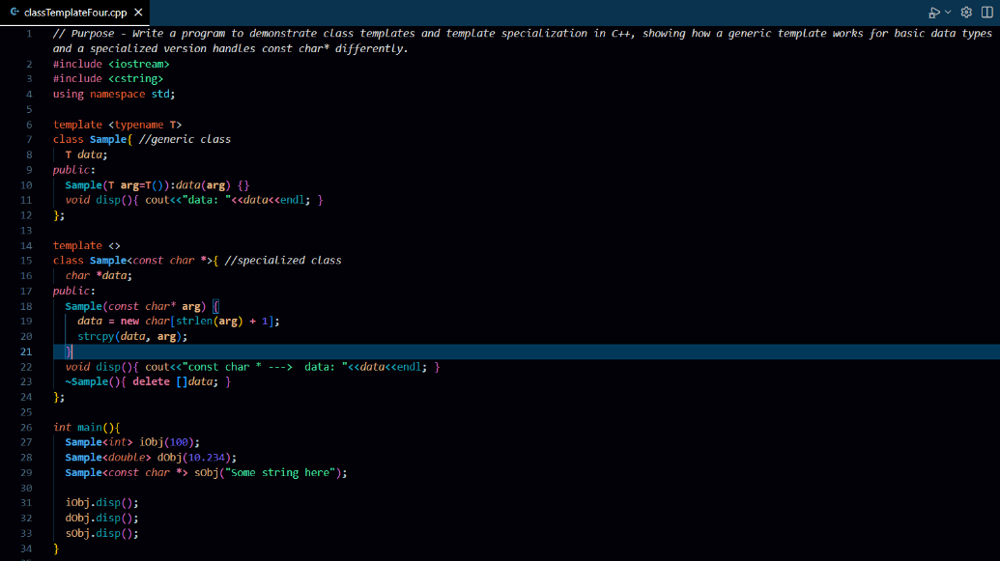 classTemplateFour.cpp
1 // Purpose - Write a program to demonstrate class templates and template specialization in C++, showing how a generic template works for basic data types
and a specialized version handles const char* differently.
2 #include <iostream>
3 #include <cstring>
4 using namespace std;
5
6 template <typename T>
7 class Sample{ //generic class
8 T data;
9 public:
10 Sample(T arg=T()):data(arg) {}
11 void disp(){ cout<<"data: "<<data<<endl; }
12 };
13
14 template <>
15 class Sample<const char *>{ //specialized class
16 char *data;
17 public:
18 Sample(const char* arg) {
19 data = new char[strlen(arg) + 1];
20 strcpy(data, arg);
21 }
22 void disp(){ cout<<"const char * ---> data: "<<data<<endl; }
23 ~Sample(){ delete []data; }
24 };
25
26 int main(){
27 Sample<int> iObj(100);
28 Sample<double> dObj(10.234);
29 Sample<const char *> sObj("Some string here");
30
31 iObj.disp();
32 dObj.disp();
33 sObj.disp();
34 }